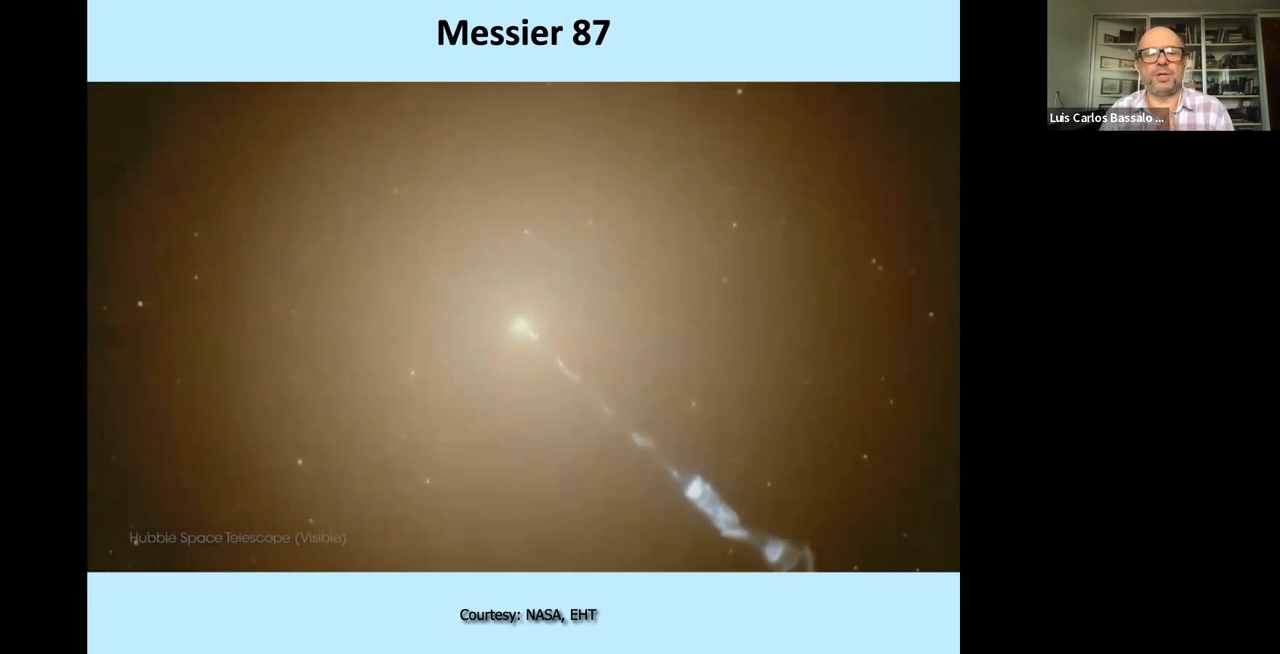 Messier 87
Luis Carlos Bassalo ...
Hubble Space Telescope (Visible)
Courtesy: NASA, EHT